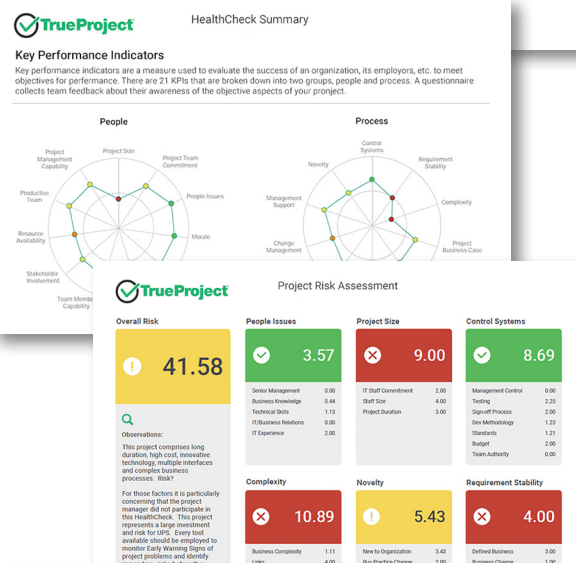 TrueProject
HealthCheck Summary
Key Performance Indicators
Key performance indicators are a measure used to evaluate the success of an organization, its employors, etc. to meet
objectives for performance. There are 21 KPIs that are broken down into two groups, people and process. A questionnaire
collects team feedback about their awareness of the objective aspects of your pronject.
People
Project Size
Project Team
Commitment
People Issues
Morale
Project
Management
Capability
Productive
Team
Resource
Availability
Stakeholder
Involvement
Team Membe
Capability
Process
Control
Systems
Requirement
Stability
Complexity
Project
Business Case
Novelty
Management
Support
Change
Management
TrueProject
Project Risk Assessment
Overall Risk
41.58
Observations:
This project comprises long
duration, high cost, innovative
technology, multiple interfaces
and complex business
processes. Risk?
For those factors it is particularly
concerning that the project
manager did not participate in
this HealthCheck. This project
represents a large investment
and risk for UPS. Every tool
available should be employed to
monitor Early Warning Signs of
project problems and identify
People Issues
3.57
Senior Management 0.00
Business Knowledge 0.44
Technical Skills 1.13
IT/Business Relations 0.00
IT Experience 2.00
Project Size
9.00
IT Staff Commitment 2.00
Staff Size 4.00
Project Duration 3.00
Control Systems
8.69
Management Control 0.00
Testing 2.25
Sign-off Process 2.00
Dev Methodology 1.23
Standards 1.21
Budget 2.00
Team Authority 0.00
Complexity
10.89
Business Complexity 1.11
Links 4.00
Novelty
5.43
New to Organization 3.43
Bus Practice Change 2.00
Requirement Stability
4.00
Defined Business 3.00
Business Change 1.00